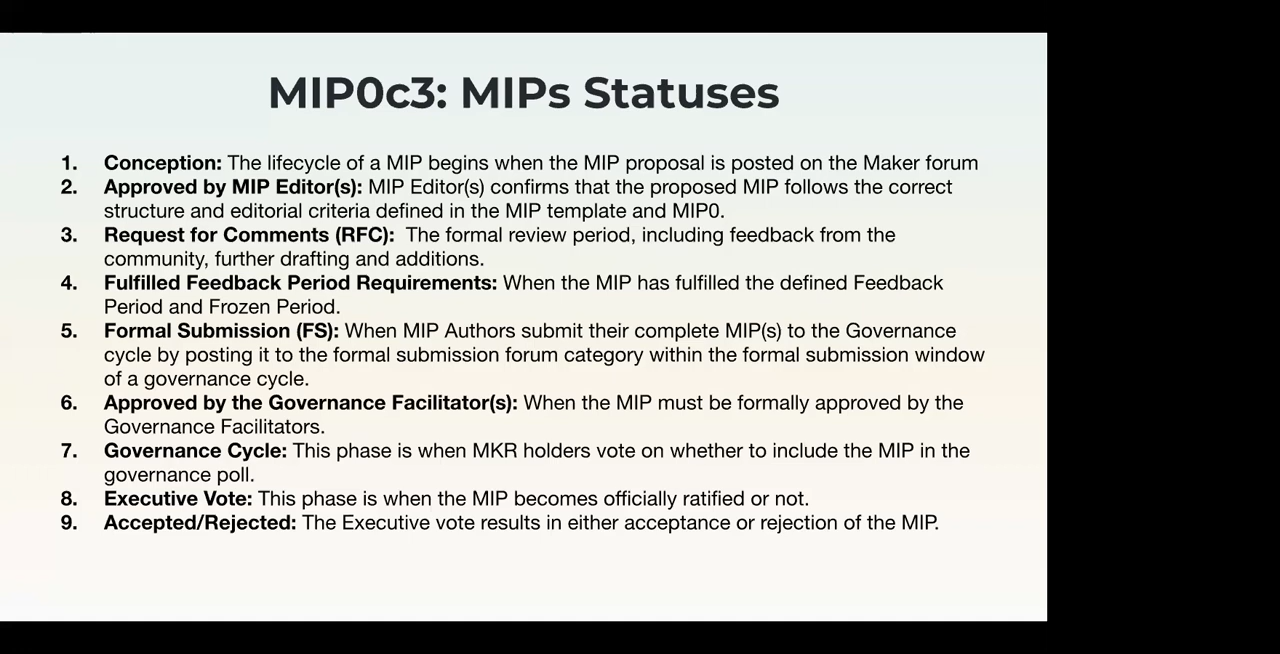 MIP0c3: MIPs Statuses
1. Conception: The lifecycle of a MIP begins when the MIP proposal is posted on the Maker forum
2. Approved by MIP Editor(s): MIP Editor(s) confirms that the proposed MIP follows the correct
structure and editorial criteria defined in the MIP template and MIP0.
3. Request for Comments (RFC): The formal review period, including feedback from the
community, further drafting and additions.
4. Fulfilled Feedback Period Requirements: When the MIP has fulfilled the defined Feedback
Period and Frozen Period.
5. Formal Submission (FS): When MIP Authors submit their complete MIP(s) to the Governance
cycle by posting it to the formal submission forum category within the formal submission window
of a governance cycle.
6. Approved by the Governance Facilitator(s): When the MIP must be formally approved by the
Governance Facilitators.
7. Governance Cycle: This phase is when MKR holders vote on whether to include the MIP in the
governance poll.
8. Executive Vote: This phase is when the MIP becomes officially ratified or not.
9. Accepted/Rejected: The Executive vote results in either acceptance or rejection of the MIP.